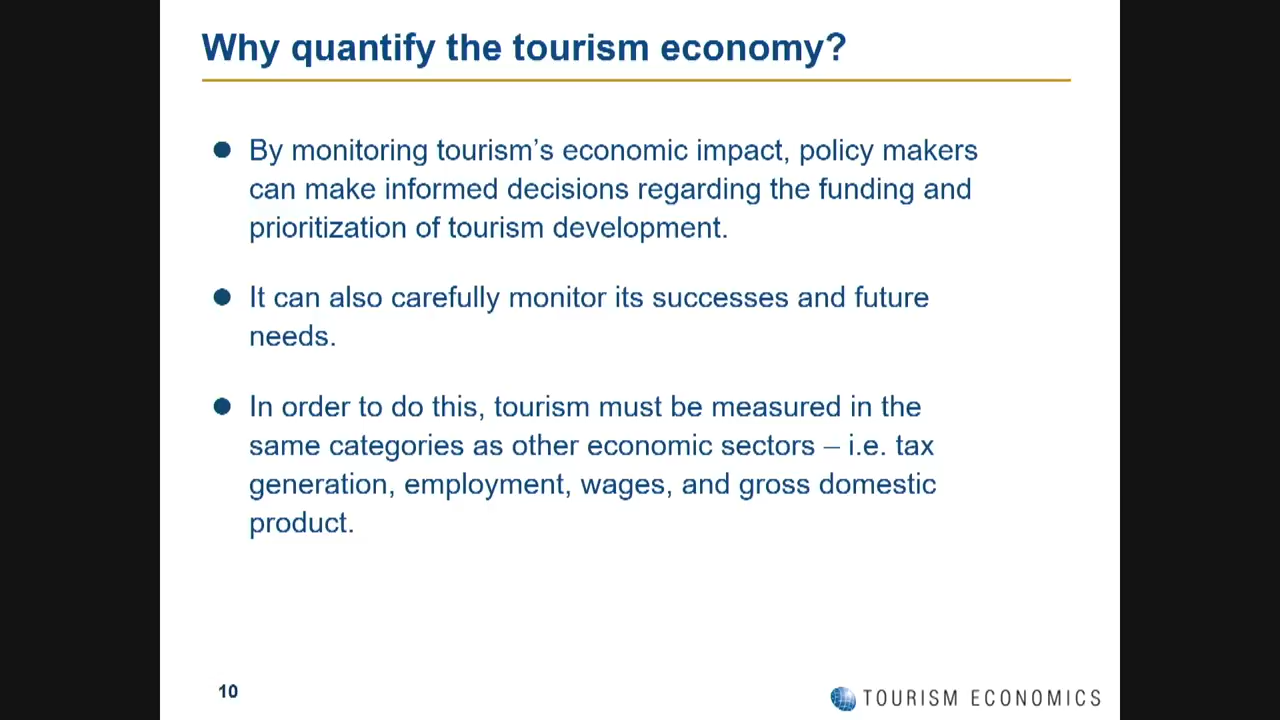 Why quantify the tourism economy?
By monitoring tourism’s economic impact, policy makers
can make informed decisions regarding the funding and
prioritization of tourism development.
It can also carefully monitor its successes and future
needs.
In order to do this, tourism must be measured in the
same categories as other economic sectors – i.e. tax
generation, employment, wages, and gross domestic
product.
10
TOURISM ECONOMICS